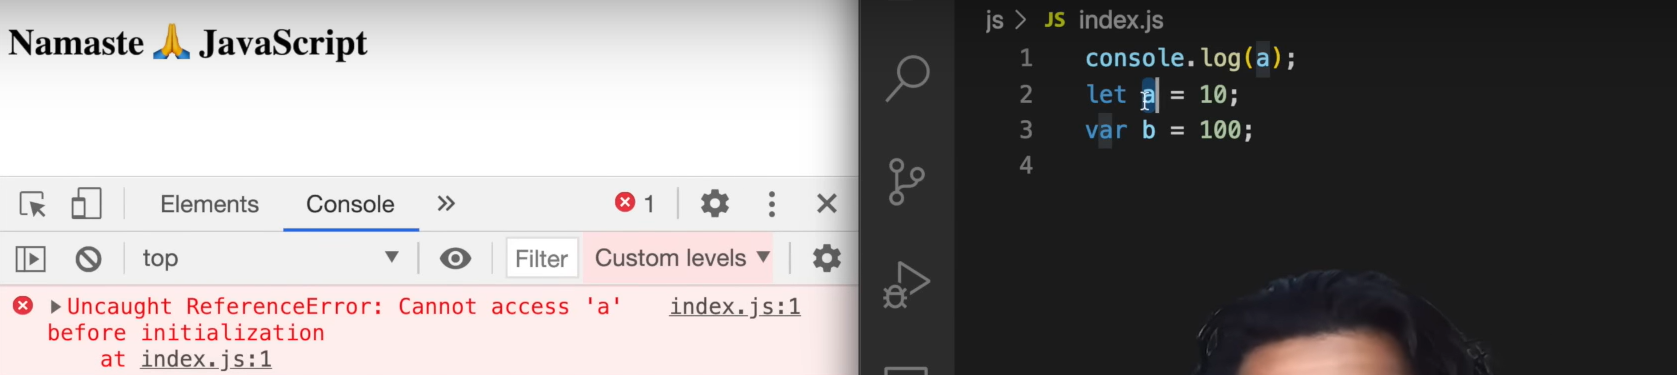 Namaste 🙏 JavaScript
Elements Console » 1
top Filter Custom levels
Uncaught ReferenceError: Cannot access 'a' index.js:1
before initialization
at index.js:1
js > JS index.js
1 console.log(a);
2 let a = 10;
3 var b = 100;
4